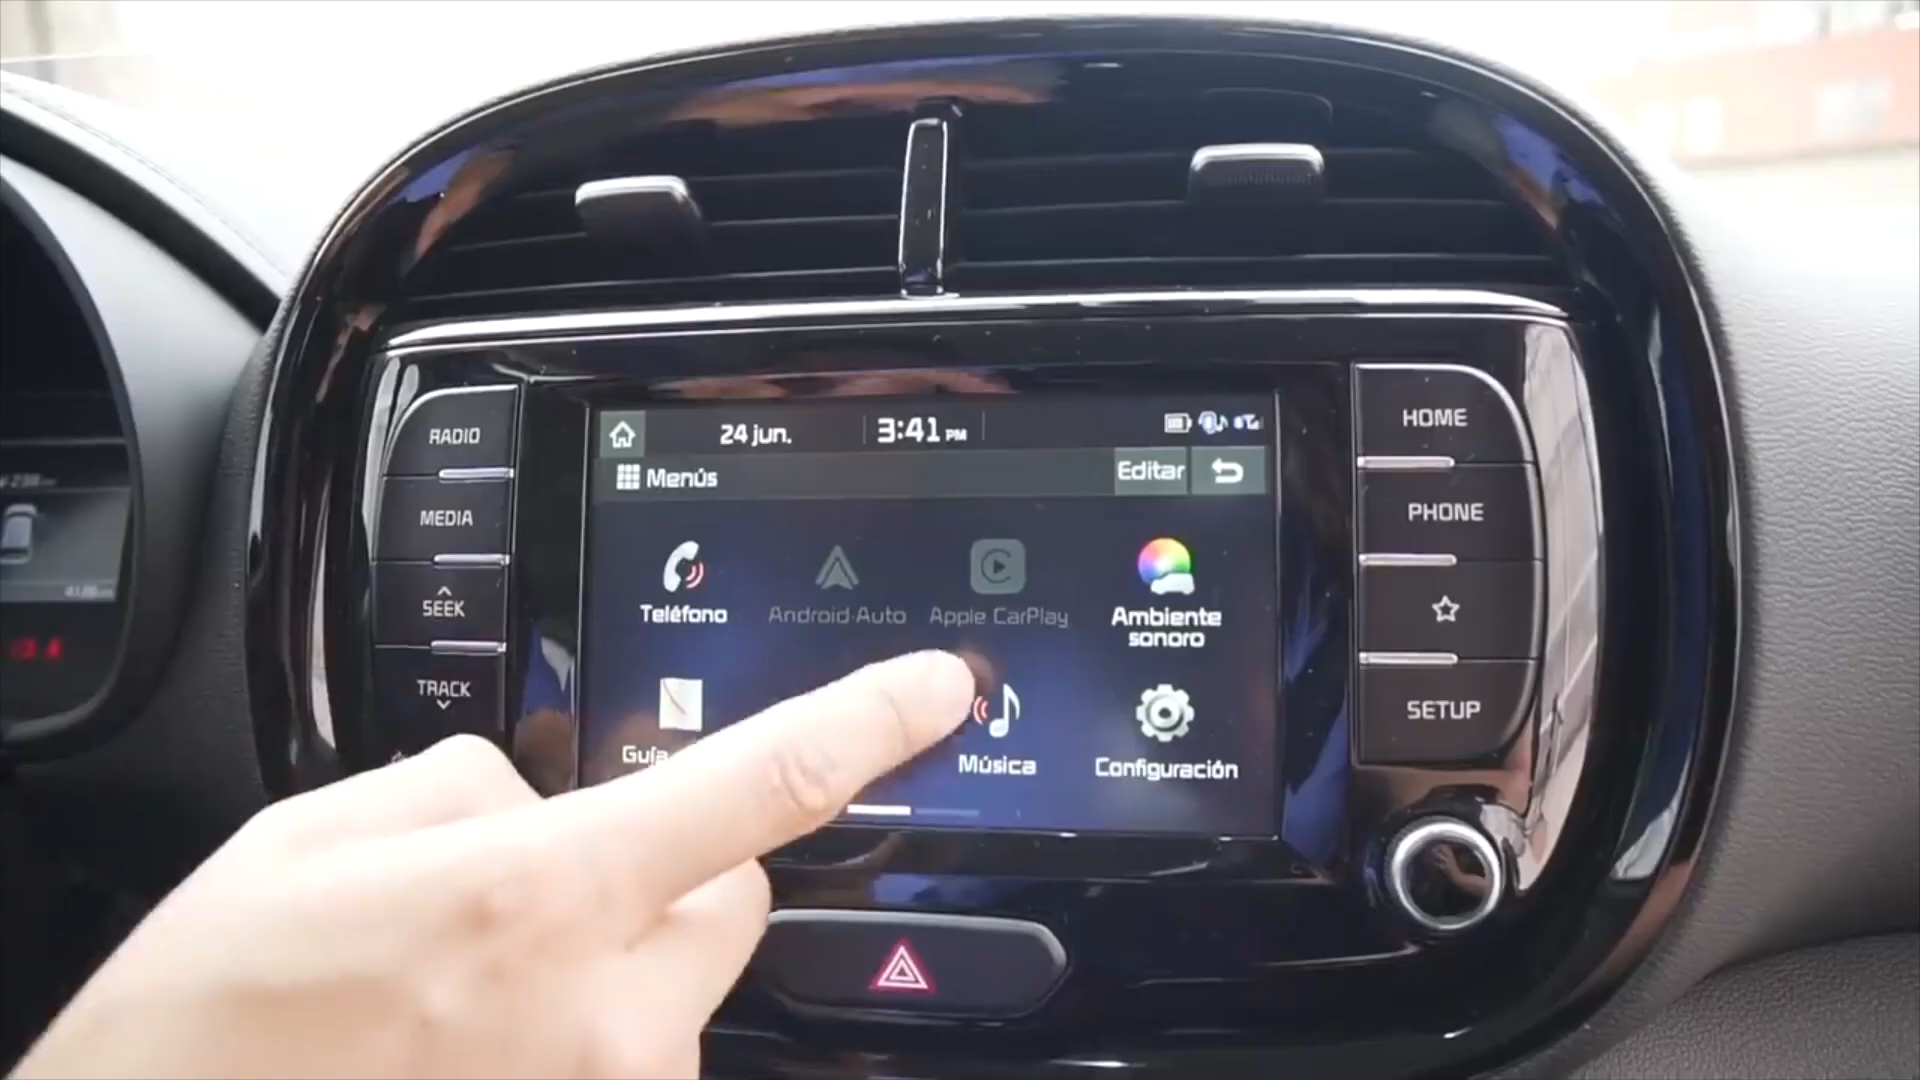 RADIO
MEDIA
SEEK
TRACK
24 jun.
3:41 PM
Menús
Editar
Teléfono
Android Auto
Apple CarPlay
Ambiente
sonoro
Guía
Música
Configuración
HOME
PHONE
SETUP